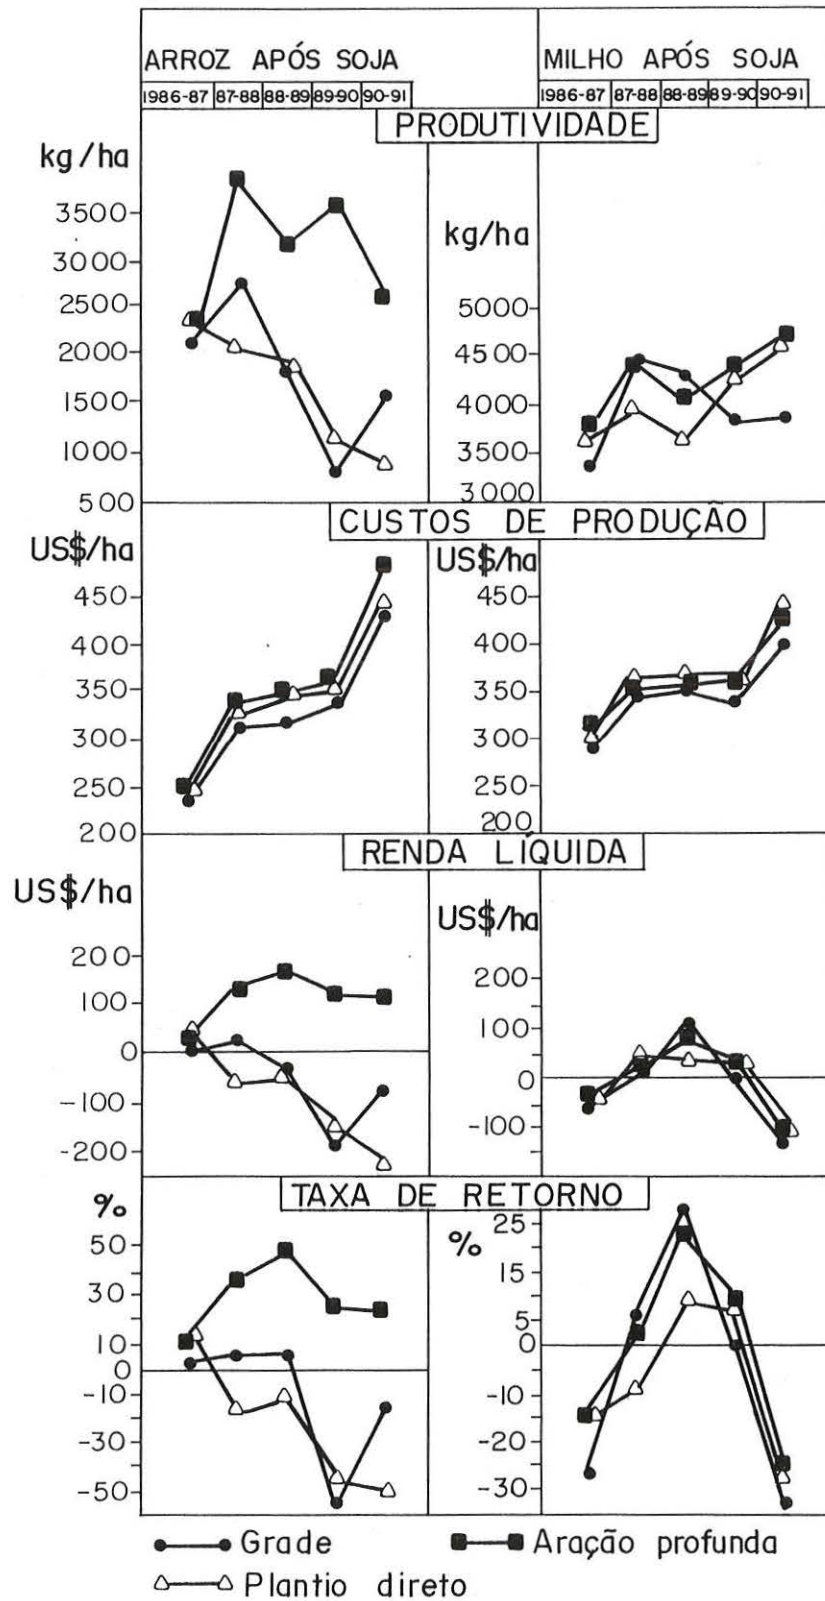 ARROZ APÓS SOJA
MILHO APÓS SOJA
1986-87 87-88 88-89 89-90 90-91
1986-87 87-88 88-89 89-90 90-91
PRODUTIVIDADE
kg/ha
3500
3000
2500
2000
1500
1000
500
kg/ha
5000
4500
4000
3500
3000
CUSTOS DE PRODUÇÃO
US$/ha
450
400
350
300
250
200
US$/ha
450
400
350
300
250
200
RENDA LÍQUIDA
US$/ha
200
100
0
-100
-200
US$/ha
200
100
0
-100
TAXA DE RETORNO
%
50
30
10
0
-10
-30
-50
%
25
15
5
0
-10
-20
-30
Grade
Aração profunda
Plantio direto